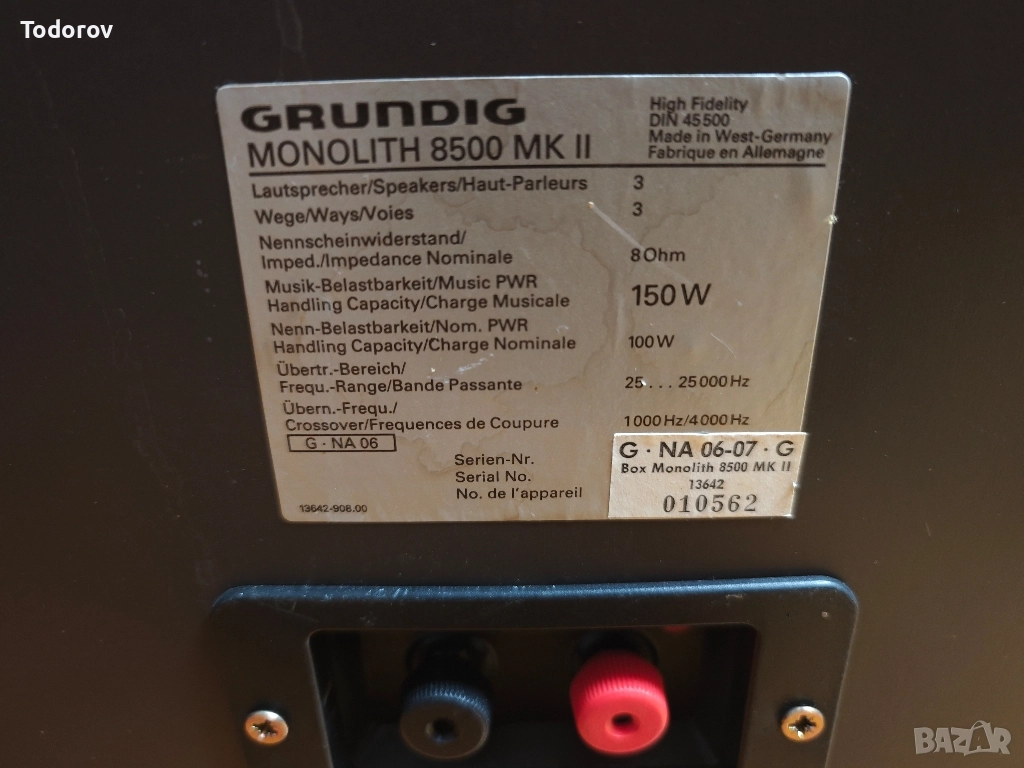 Todorov
GRUNDIG
MONOLITH 8500 MK II
High Fidelity
DIN 45500
Made in West-Germany
Fabrique en Allemagne
Lautsprecher/Speakers/Haut-Parleurs 3
Wege/Ways/Voies 3
Nennscheinwiderstand/
Imped./Impedance Nominale 8 Ohm
Musik-Belastbarkeit/Music PWR
Handling Capacity/Charge Musicale 150 W
Nenn-Belastbarkeit/Nom. PWR
Handling Capacity/Charge Nominale 100 W
Übertr.-Bereich/
Frequ.-Range/Bande Passante 25... 25000 Hz
Übern.-Frequ./
Crossover/Frequences de Coupure 1000 Hz/4000 Hz
G · NA 06
Serien-Nr.
Serial No.
No. de l'appareil
G · NA 06-07 · G
Box Monolith 8500 MK II
13642
010562
13642-908.00
BAZAR